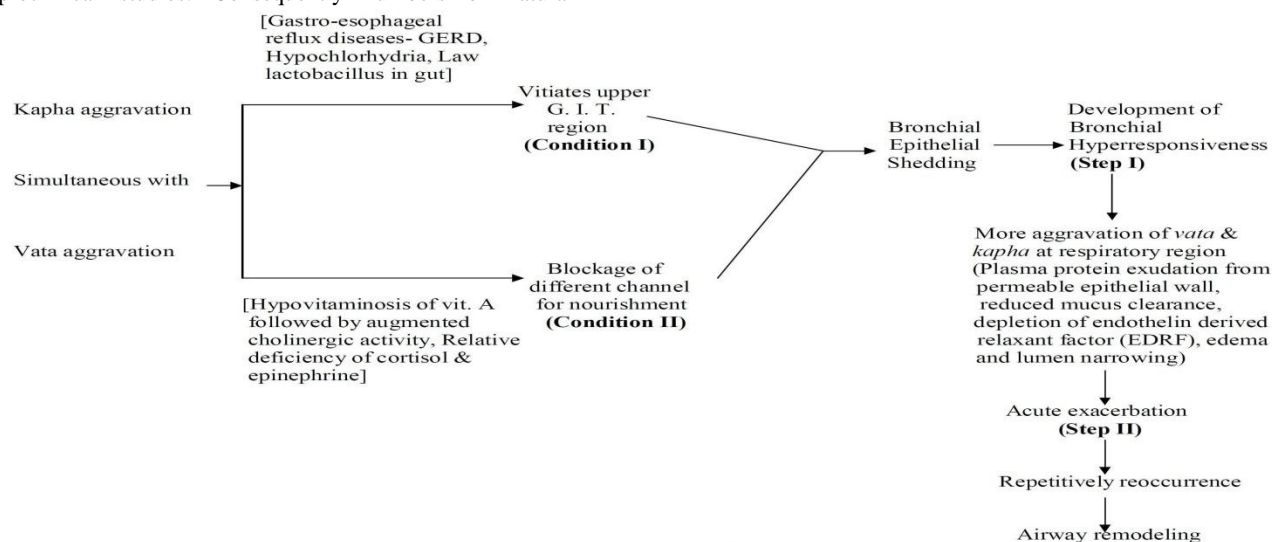 [Gastro-esophageal
reflux diseases- GERD,
Hypochlorhydria, Law
lactobacillus in gut]
Kapha aggravation
Simultaneous with
Vata aggravation
Vitiates upper
G. I. T.
region
(Condition I)
[Hypovitaminosis of vit. A
followed by augmented
cholinergic activity, Relative
deficiency of cortisol &
epinephrine]
Blockage of
different channel
for nourishment
(Condition II)
Bronchial
Epithelial
Shedding
Development of
Bronchial
Hyperresponsiveness
(Step I)
More aggravation of vata &
kapha at respiratory region
(Plasma protein exudation from
permeable epithelial wall,
reduced mucus clearance,
depletion of endothelin derived
relaxant factor (EDRF), edema
and lumen narrowing)
Acute exacerbation
(Step II)
Repetitively reoccurrence
Airway remodeling